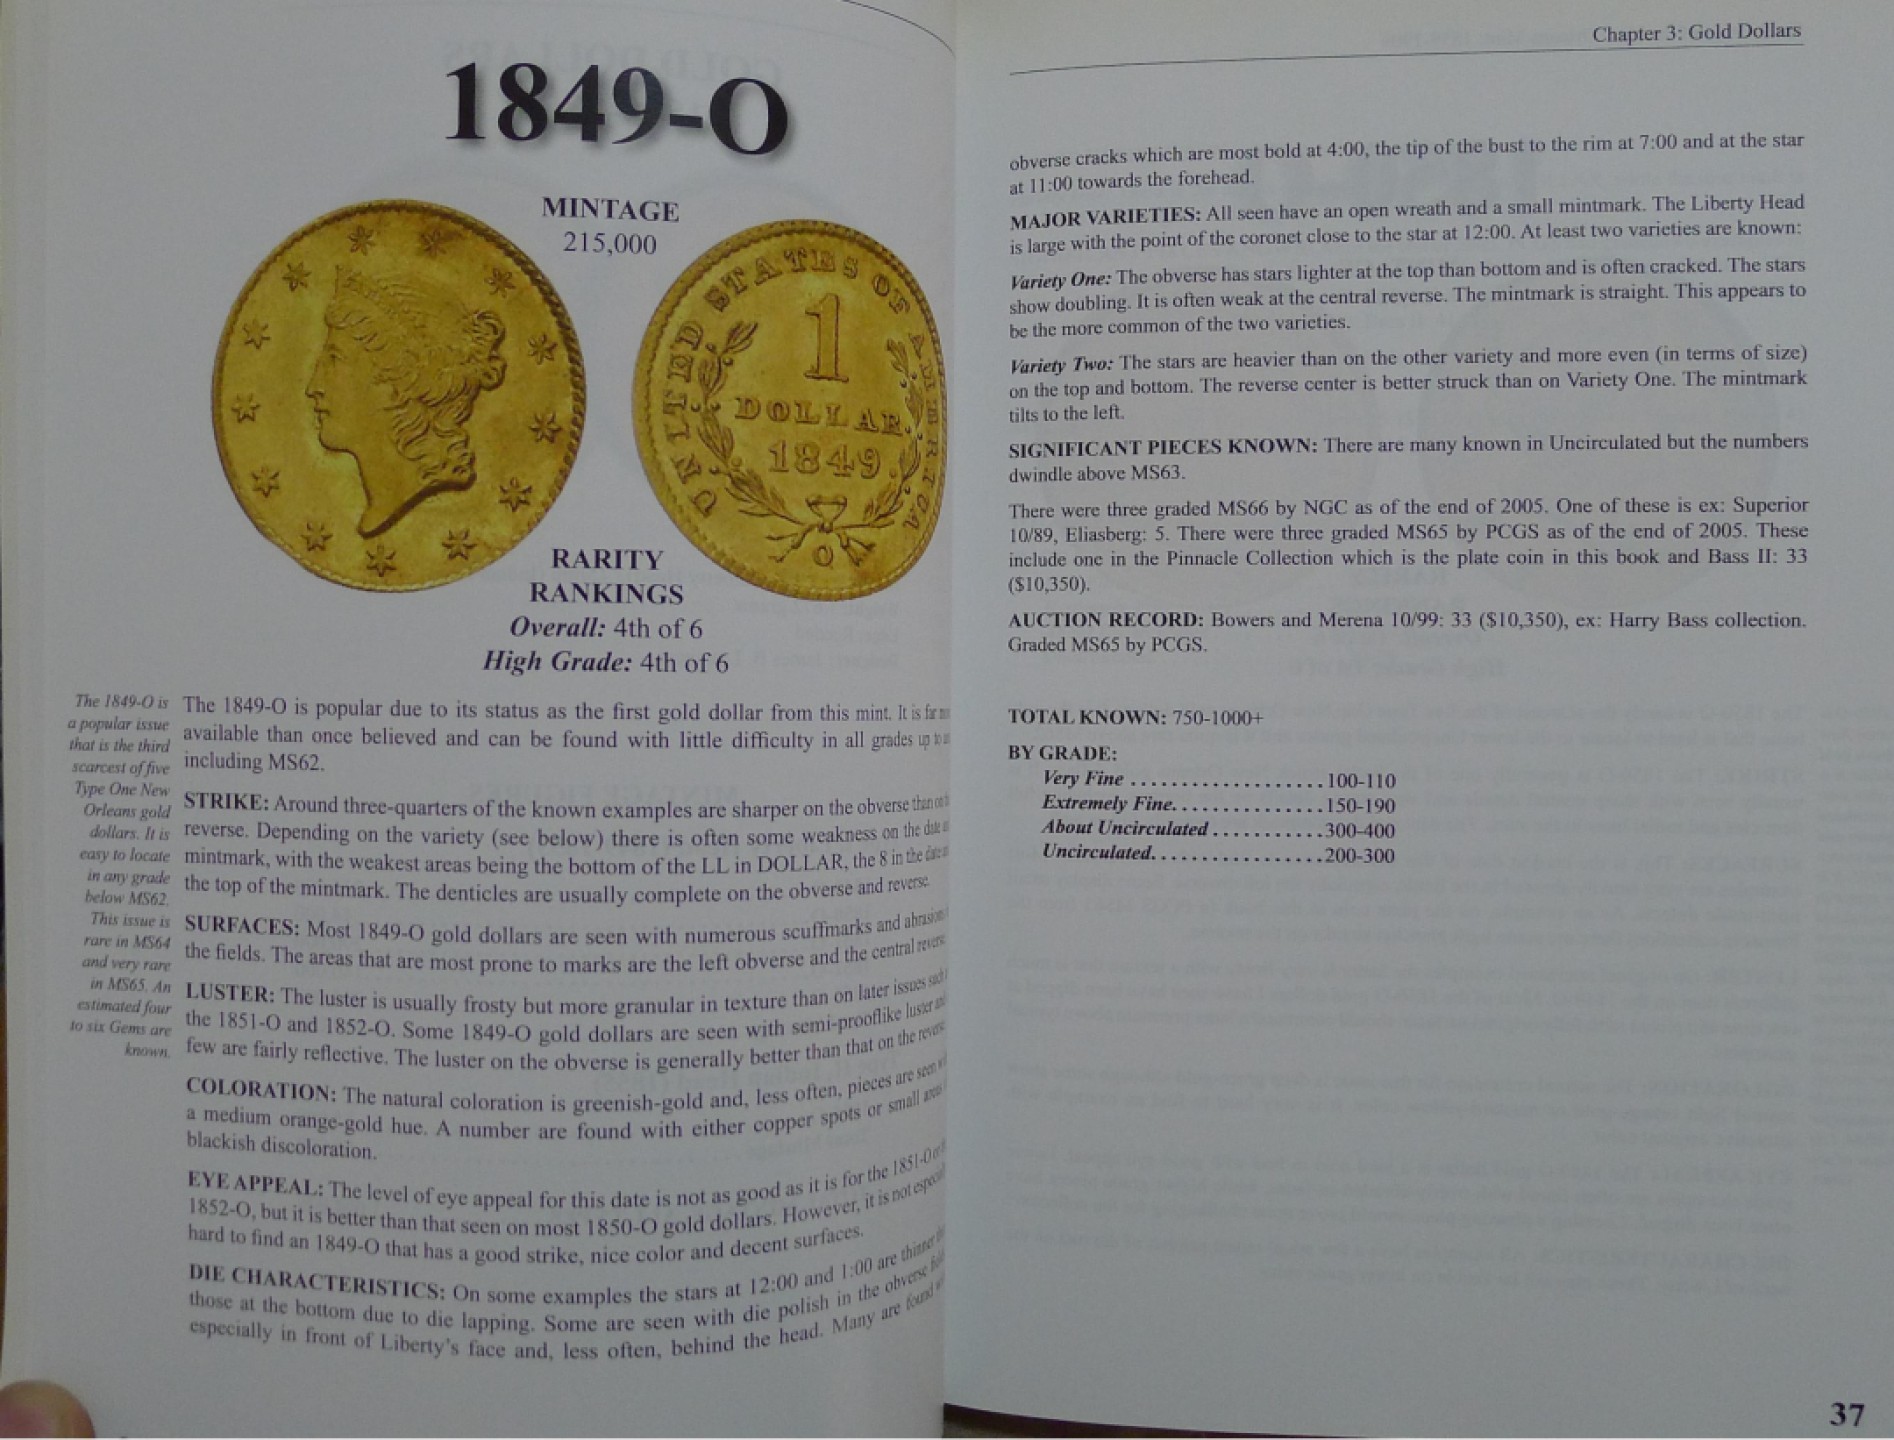 1849-O
MINTAGE
215,000
UNITED STATES OF AMERICA
1
DOLLAR
1849
O
RARITY
RANKINGS
Overall: 4th of 6
High Grade: 4th of 6
The 1849-O is
a popular issue
that is the third
scarcest of five
Type One New
Orleans gold
dollars. It is
easy to locate
in any grade
below MS62.
This issue is
rare in MS64
and very rare
in MS65. An
estimated four
to six Gems are
known.
The 1849-O is popular due to its status as the first gold dollar from this mint. It is far
available than once believed and can be found with little difficulty in all grades up to
including MS62.
STRIKE: Around three-quarters of the known examples are sharper on the obverse than on
reverse. Depending on the variety (see below) there is often some weakness on the date
mintmark, with the weakest areas being the bottom of the LL in DOLLAR, the 8 in the date
the top of the mintmark. The denticles are usually complete on the obverse and reverse.
SURFACES: Most 1849-O gold dollars are seen with numerous scuffmarks and
the fields. The areas that are most prone to marks are the left obverse and the central reverse
LUSTER: The luster is usually frosty but more granular in texture than on later issues such
the 1851-O and 1852-O. Some 1849-O gold dollars are seen with semi-prooflike luster
few are fairly reflective. The luster on the obverse is generally better than that on the reverse
COLORATION: The natural coloration is greenish-gold and, less often, pieces are seen
a medium orange-gold hue. A number are found with either copper spots or small areas
blackish discoloration.
EYE APPEAL: The level of eye appeal for this date is not as good as it is for the 1851-O
1852-O, but it is better than that seen on most 1850-O gold dollars. However, it is not
hard to find an 1849-O that has a good strike, nice color and decent surfaces.
DIE CHARACTERISTICS: On some examples the stars at 12:00 and 1:00 are thinner
those at the bottom due to die lapping. Some are seen with die polish in the obverse
especially in front of Liberty's face and, less often, behind the head. Many are found
Chapter 3: Gold Dollars
obverse cracks which are most bold at 4:00, the tip of the bust to the rim at 7:00 and at the star
at 11:00 towards the forehead.
MAJOR VARIETIES: All seen have an open wreath and a small mintmark. The Liberty Head
is large with the point of the coronet close to the star at 12:00. At least two varieties are known:
Variety One: The obverse has stars lighter at the top than bottom and is often cracked. The stars
show doubling. It is often weak at the central reverse. The mintmark is straight. This appears to
be the more common of the two varieties.
Variety Two: The stars are heavier than on the other variety and more even (in terms of size)
on the top and bottom. The reverse center is better struck than on Variety One. The mintmark
tilts to the left.
SIGNIFICANT PIECES KNOWN: There are many known in Uncirculated but the numbers
dwindle above MS63.
There were three graded MS66 by NGC as of the end of 2005. One of these is ex: Superior
10/89, Eliasberg: 5. There were three graded MS65 by PCGS as of the end of 2005. These
include one in the Pinnacle Collection which is the plate coin in this book and Bass II: 33
($10,350).
AUCTION RECORD: Bowers and Merena 10/99: 33 ($10,350), ex: Harry Bass collection.
Graded MS65 by PCGS.
TOTAL KNOWN: 750-1000+
BY GRADE:
Very Fine ...................100-110
Extremely Fine...............150-190
About Uncirculated ...........300-400
Uncirculated.................200-300
37